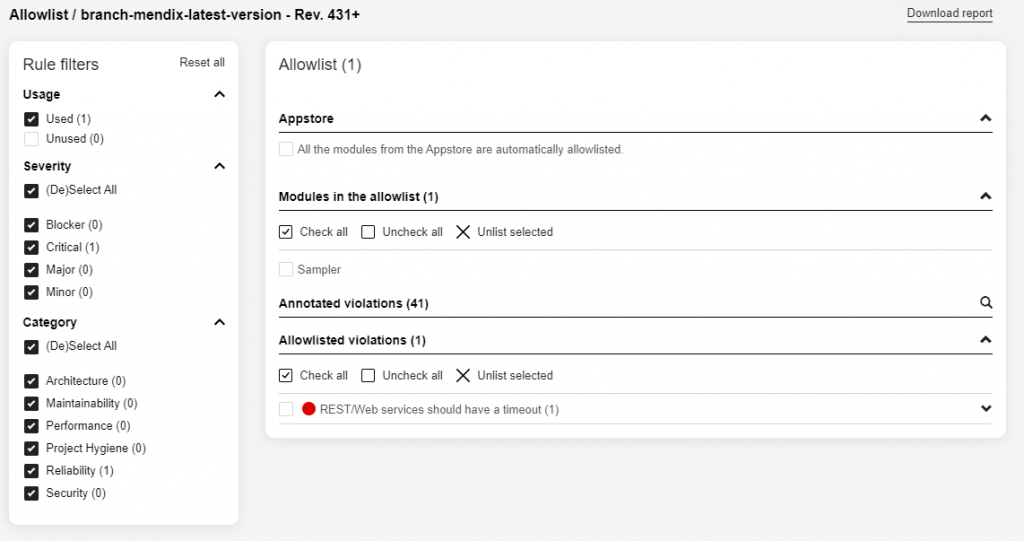 Allowlist / branch-mendix-latest-version - Rev. 431+
Download report
Rule filters
Reset all
Usage
Used (1)
Unused (0)
Severity
(De)Select All
Blocker (0)
Critical (1)
Major (0)
Minor (0)
Category
(De)Select All
Architecture (0)
Maintainability (0)
Performance (0)
Project Hygiene (0)
Reliability (1)
Security (0)
Allowlist (1)
Appstore
All the modules from the Appstore are automatically allowlisted.
Modules in the allowlist (1)
Check all Uncheck all Unlist selected
Sampler
Annotated violations (41)
Allowlisted violations (1)
Check all Uncheck all Unlist selected
REST/Web services should have a timeout (1)